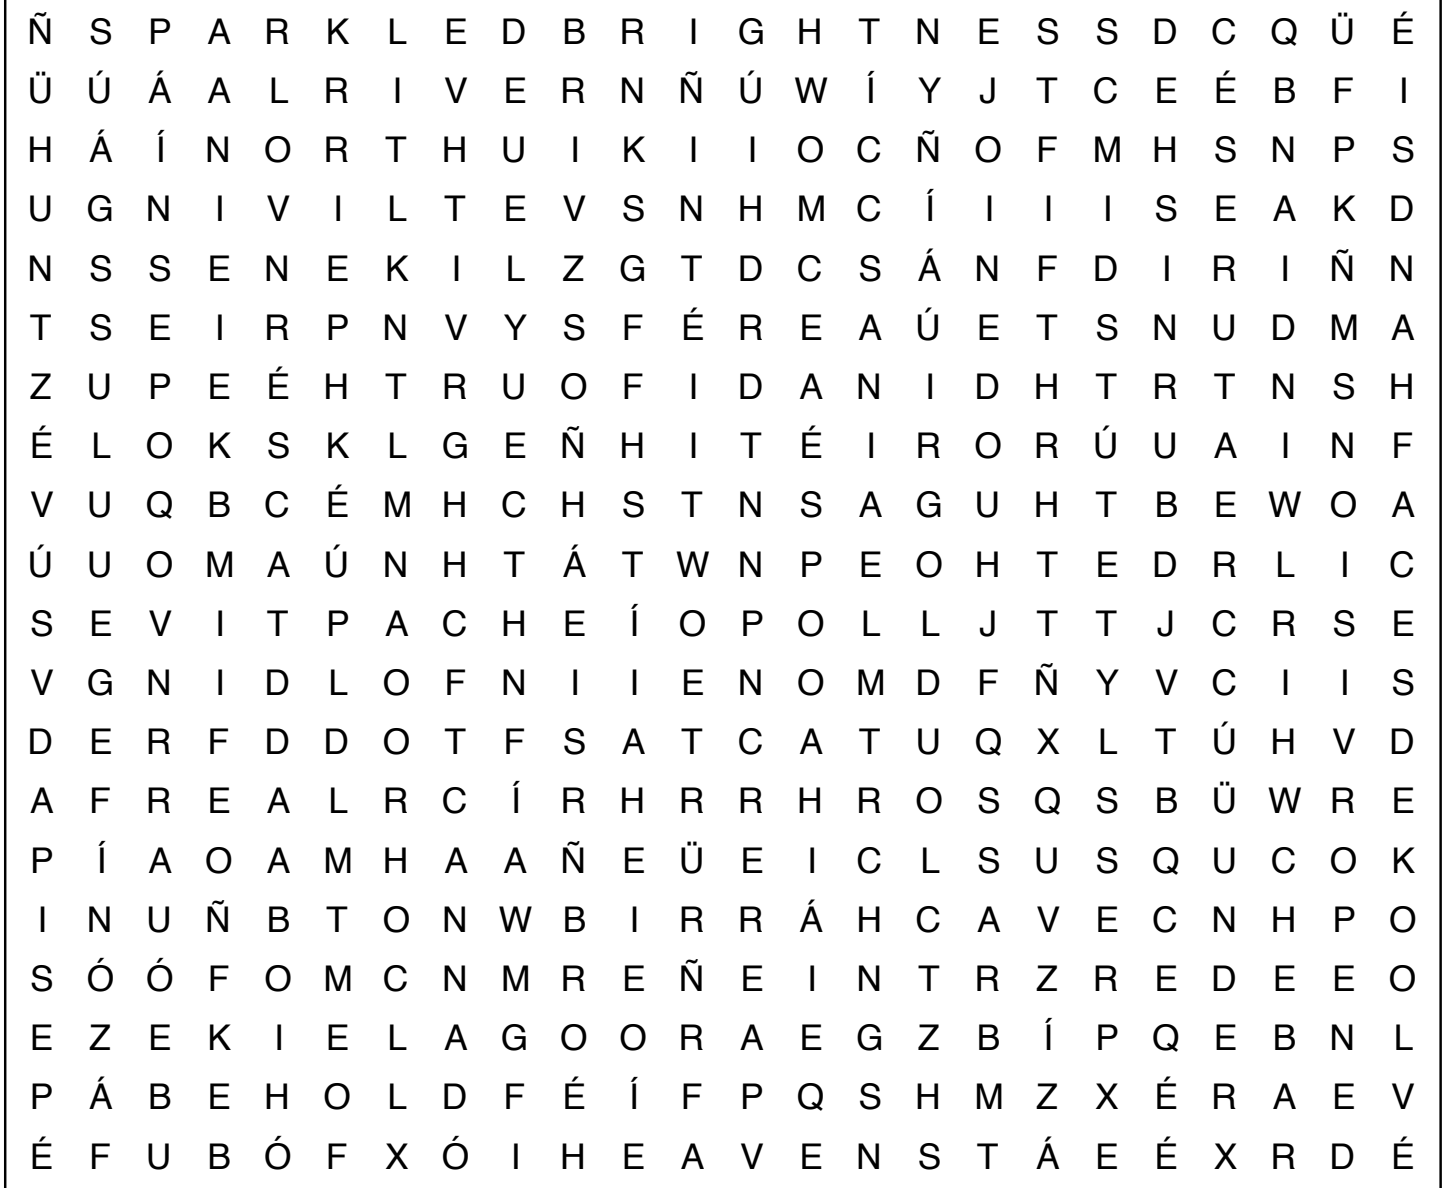 Ñ S P A R K L E D B R I G H T N E S S D C Q Ü É
Ü Ú Á A L R I V E R N Ñ Ú W Í Y J T C E É B F I
H Á Í N O R T H U I K I I O C Ñ O F M H S N P S
U G N I V I L T E V S N H M C Í I I I S E A K D
N S S E N E K I L Z G T D C S Á N F D I R I Ñ N
T S E I R P N V Y S F É R E A Ú E T S N U D M A
Z U P E É H T R U O F I D A N I D H T R T N S H
É L O K S K L G E Ñ H I T É I R O R Ú U A I N F
V U Q B C É M H C H S T N S A G U H T B E W O A
Ú U O M A Ú N H T Á T W N P E O H T E D R L I C
S E V I T P A C H E Í O P O L L J T T J C R S E
V G N I D L O F N I I E N O M D F Ñ Y V C I I S
D E R F D D O T F S A T C A T U Q X L T Ú H V D
A F R E A L R C Í R H R R H R O S Q S B Ü W R E
P Í A O A M H A A Ñ E Ü E I C L S U S Q U C O K
I N U Ñ B T O N W B I R R Á H C A V E C N H P O
S Ó Ó F O M C N M R E Ñ E I N T R Z R E D E E O
E Z E K I E L A G O O R A E G Z B Í P Q E B N L
P Á B E H O L D F É Í F P Q S H M Z X É R A E V
É F U B Ó F X Ó I H E A V E N S T Á E É X R D É